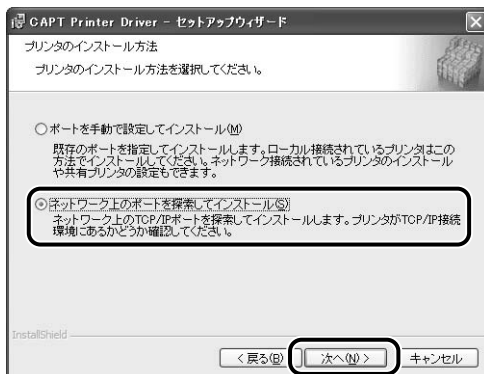 CAPT Printer Driver - セットアップウィザード
プリンタのインストール方法
プリンタのインストール方法を選択してください。
ポートを手動で設定してインストール(M)
既存のポートを指定してインストールします。ローカル接続されているプリンタはこの
方法でインストールしてください。ネットワーク接続されているプリンタのインストール
や共有プリンタの設定もできます。
ネットワーク上のポートを探索してインストール(S)
ネットワーク上のTCP/IPポートを探索してインストールします。プリンタがTCP/IP接続
環境にあるかどうか確認してください。
InstallShield
< 戻る(B) 次へ(N) > キャンセル